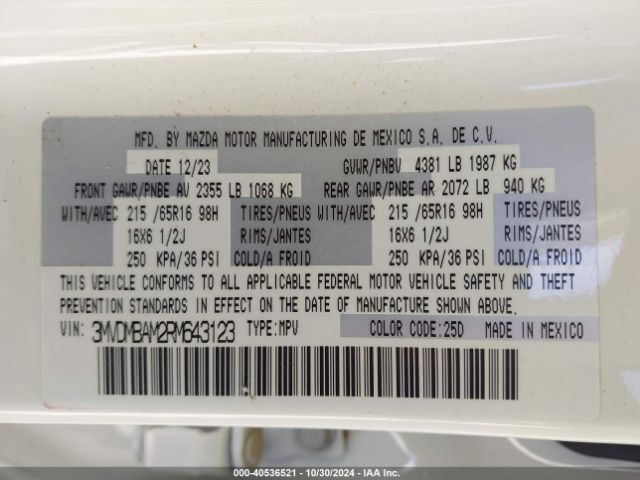 MFD. BY MAZDA MOTOR MANUFACTURING DE MEXICO S.A. DE C.V.
DATE 12/23 GVWR/PNBV 4381 LB 1987 KG
FRONT GAWR/PNBE AV 2355 LB 1068 KG REAR GAWR/PNBE AR 2072 LB 940 KG
WITH/AVEC 215 /65R16 98H TIRES/PNEUS WITH/AVEC 215 /65R16 98H TIRES/PNEUS
16X6 1/2J RIMS/JANTES 16X6 1/2J RIMS/JANTES
250 KPA/36 PSI COLD/A FROID 250 KPA/36 PSI COLD/A FROID
THIS VEHICLE CONFORMS TO ALL APPLICABLE FEDERAL MOTOR VEHICLE SAFETY AND THEFT
PREVENTION STANDARDS IN EFFECT ON THE DATE OF MANUFACTURE SHOWN ABOVE.
VIN: 3MVDMBAM2RM643123 TYPE:MPV COLOR CODE:25D MADE IN MEXICO
000-40536521 - 10/30/2024 - IAA Inc.